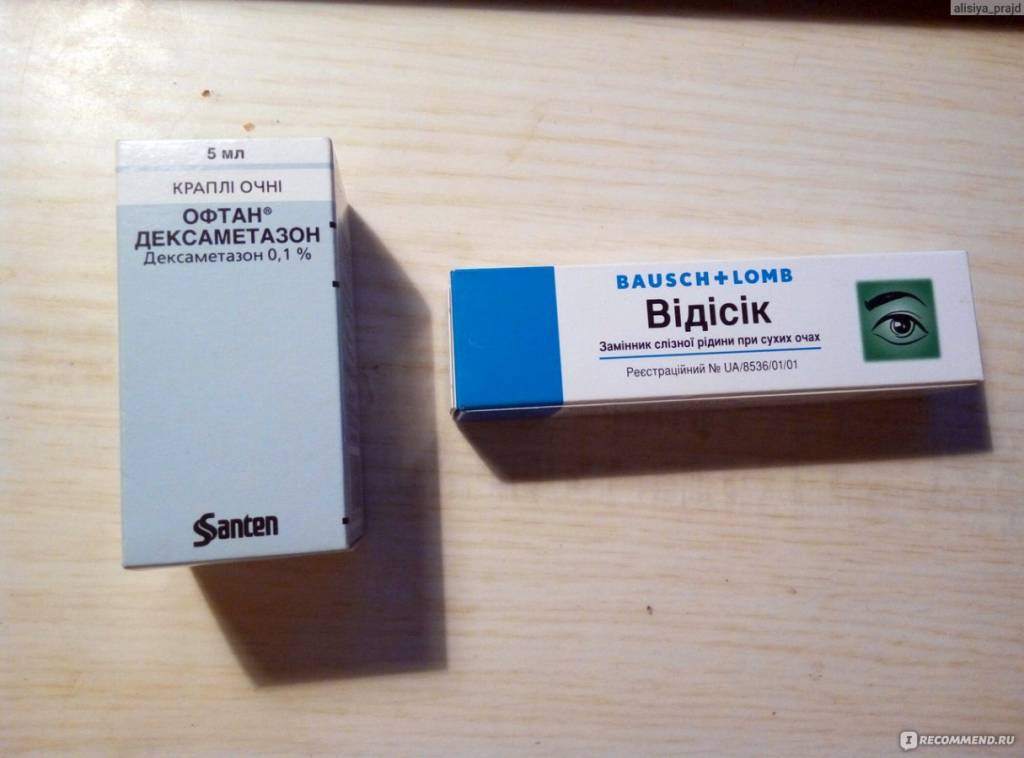 alisiya_prajd
5 мл
КРАПЛІ ОЧНІ
ОФТАН®
ДЕКСАМЕТАЗОН
Дексаметазон 0,1 %
Santen
BAUSCH+LOMB
Відісік
Замінник слізної рідини при сухих очах
Реєстраційний № UA/8536/01/01
IRECOMMEND.RU